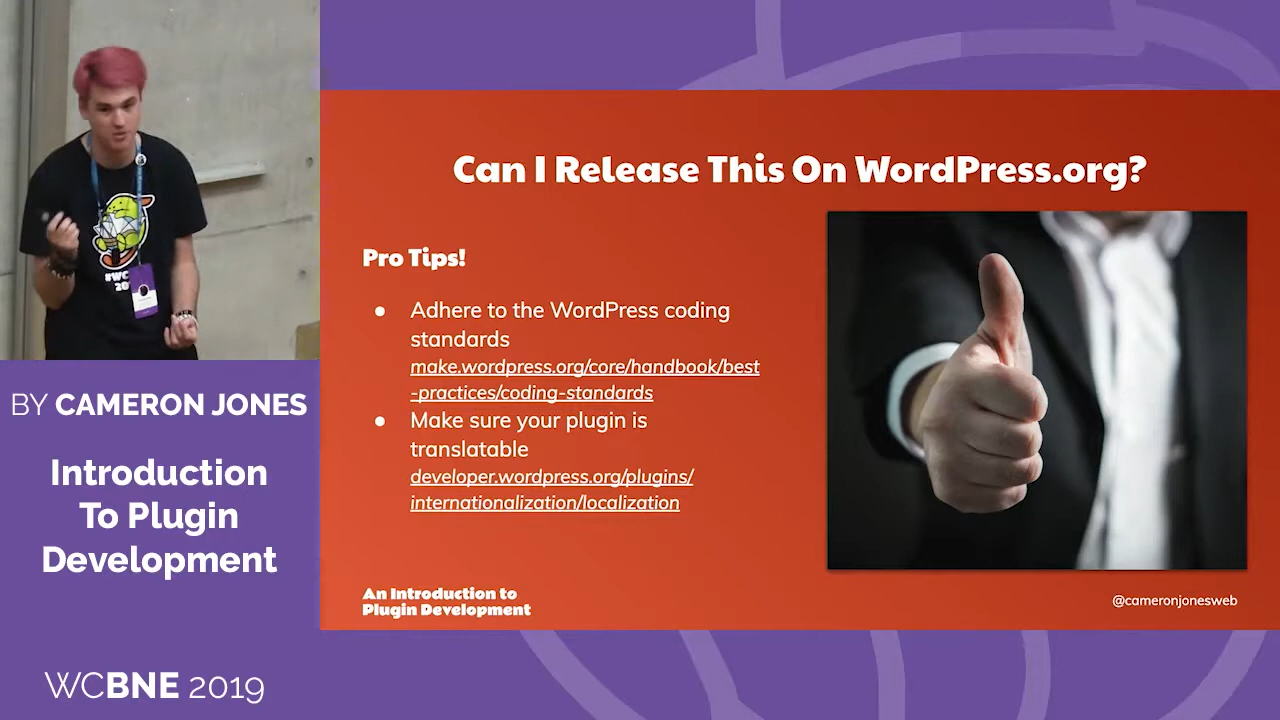 BY CAMERON JONES
Introduction
To Plugin
Development
WCBNE 2019
Can I Release This On WordPress.org?
Pro Tips!
● Adhere to the WordPress coding
standards
make.wordpress.org/core/handbook/best
-practices/coding-standards
● Make sure your plugin is
translatable
developer.wordpress.org/plugins/
internationalization/localization
An Introduction to
Plugin Development
@cameronjonesweb
#WC
20